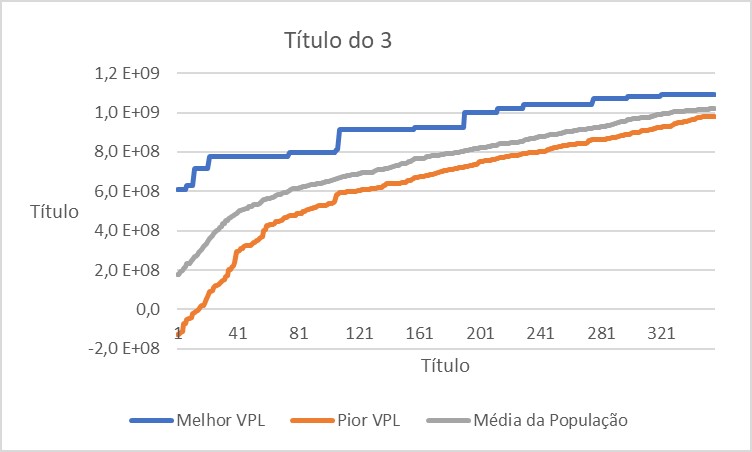 Título do 3
1,2 E+09
1,0 E+09
8,0 E+08
6,0 E+08
4,0 E+08
2,0 E+08
0,0
-2,0 E+08
Título
1 41 81 121 161 201 241 281 321
Título
Melhor VPL Pior VPL Média da População